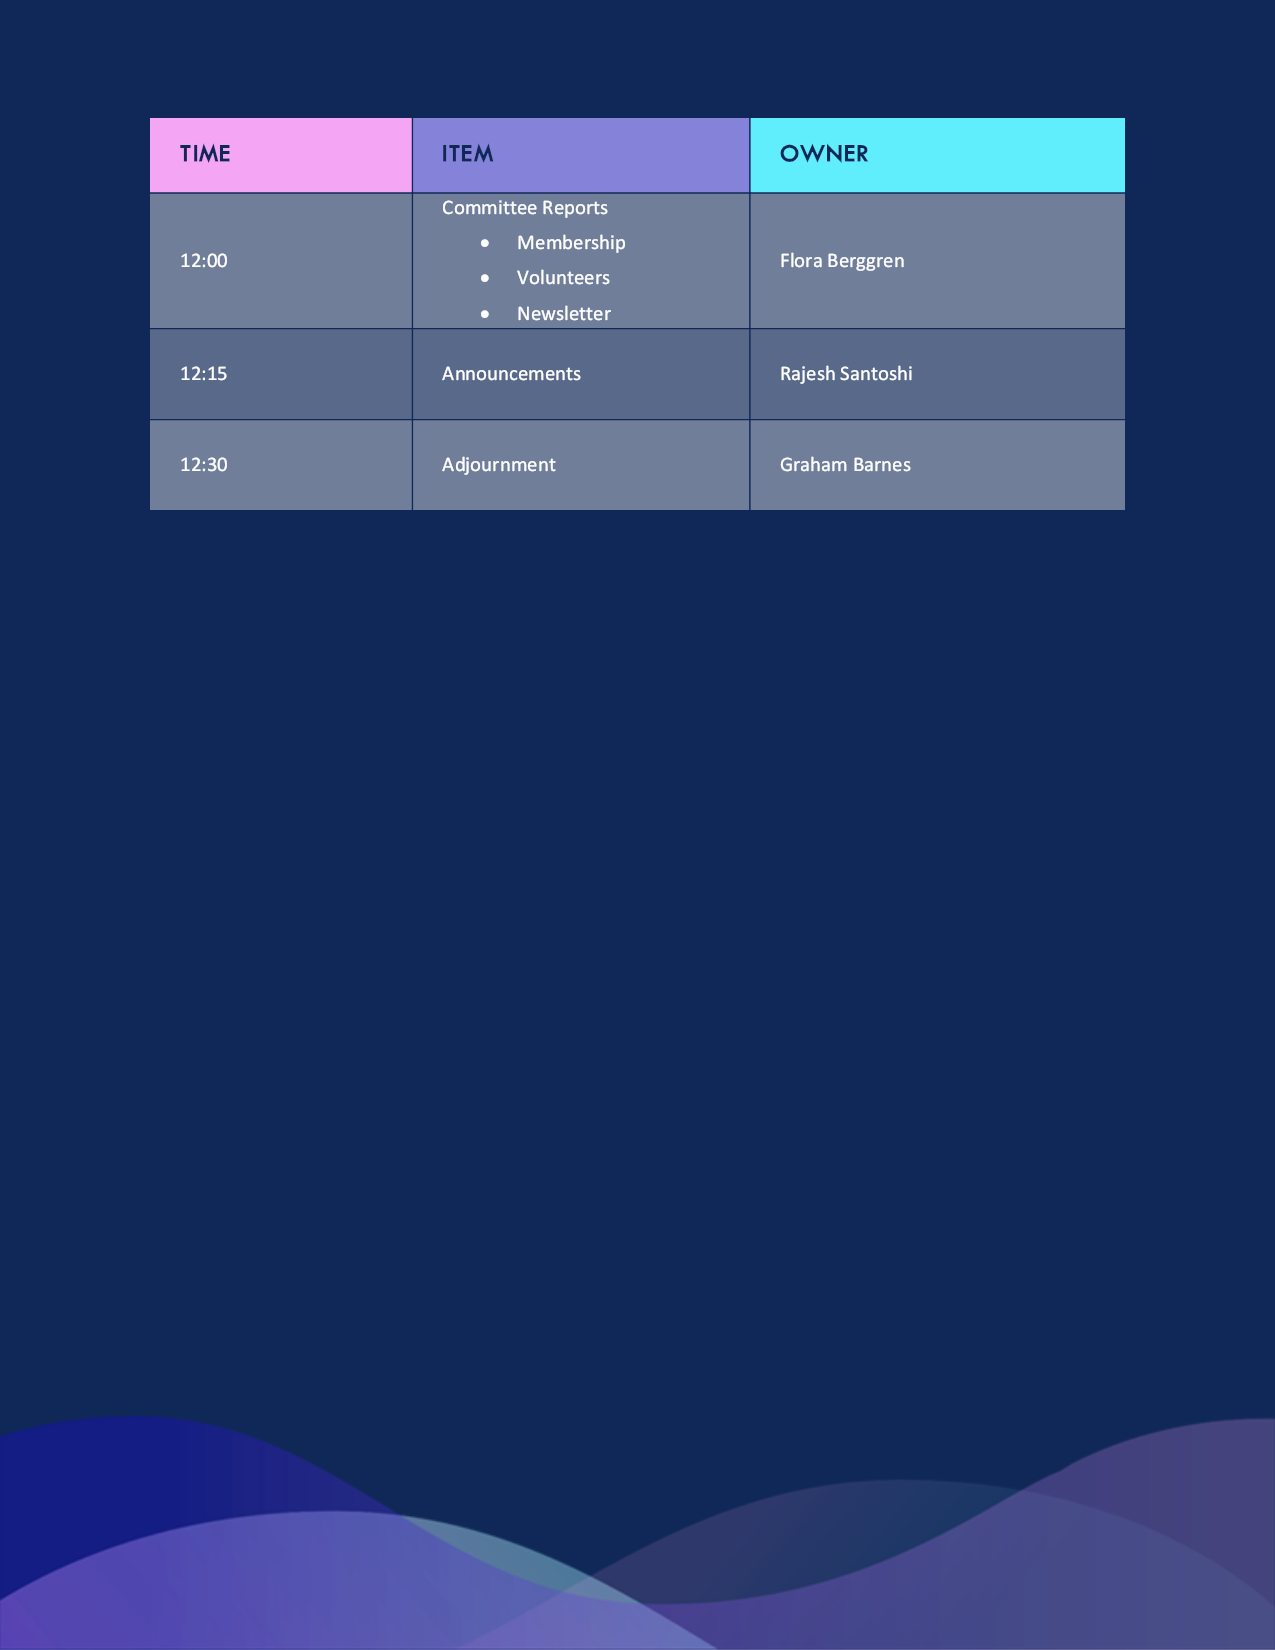 TIME ITEM OWNER
12:00 Committee Reports Flora Berggren
• Membership
• Volunteers
• Newsletter
12:15 Announcements Rajesh Santoshi
12:30 Adjournment Graham Barnes